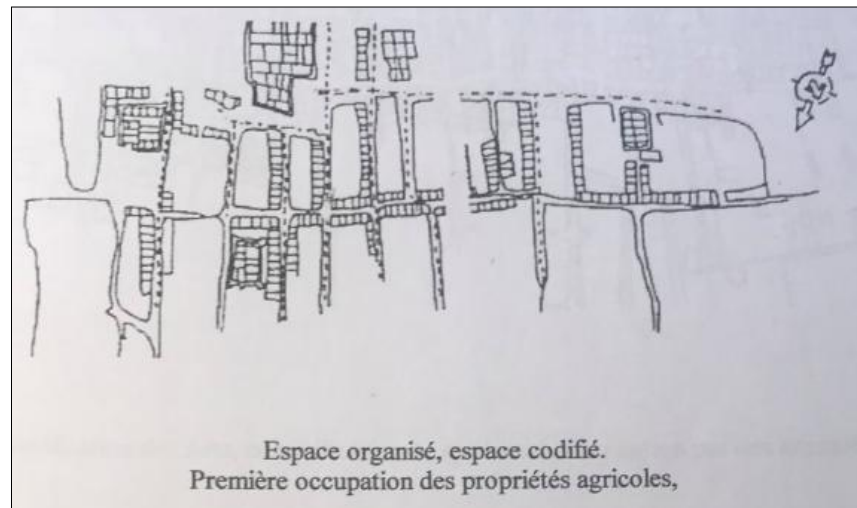 Espace organisé, espace codifié.
Première occupation des propriétés agricoles,